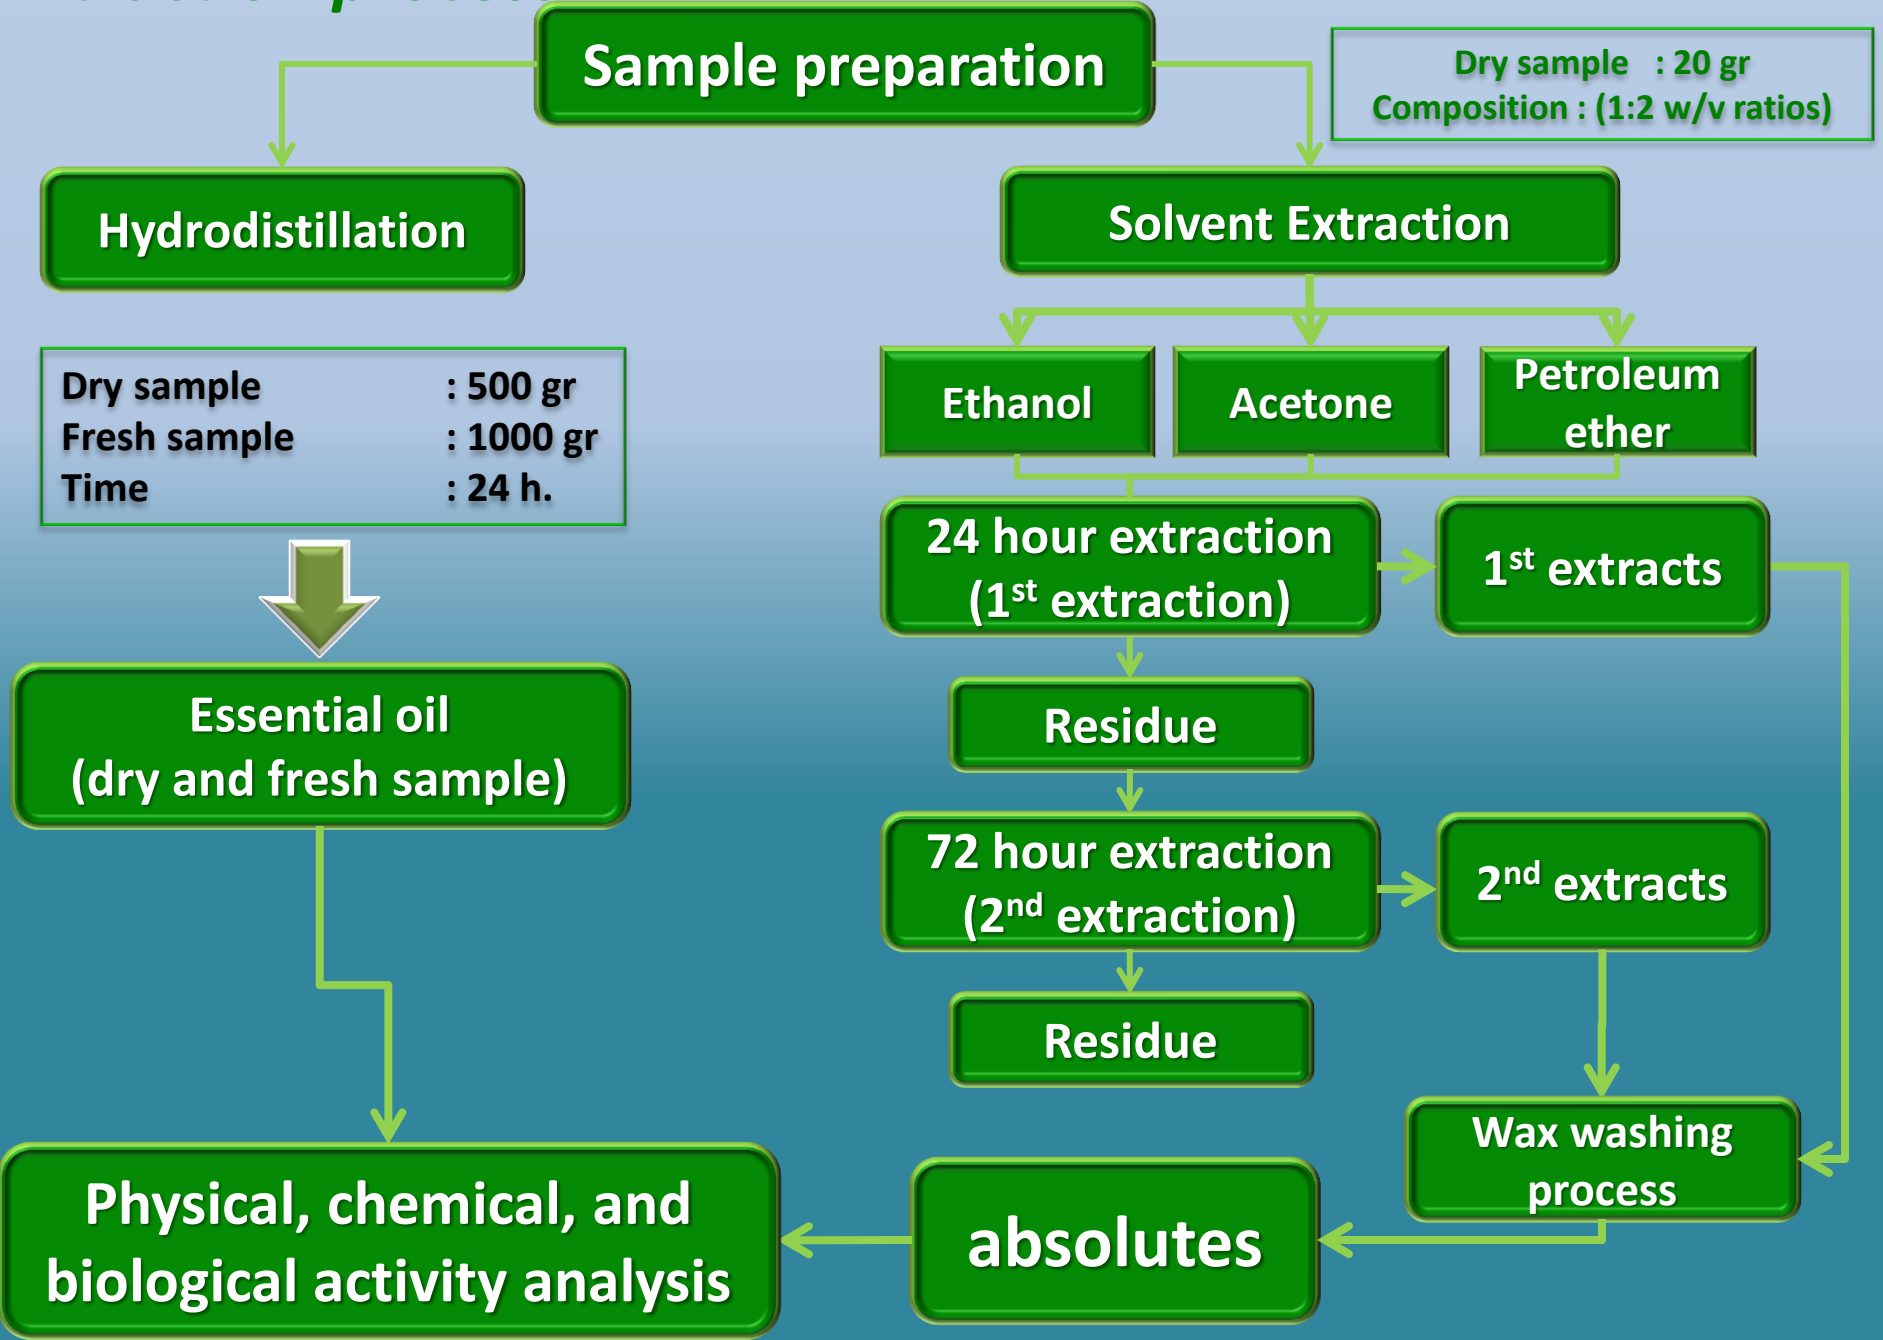 Sample preparation
Dry sample : 20 gr
Composition : (1:2 w/v ratios)
Hydrodistillation
Solvent Extraction
Dry sample : 500 gr
Fresh sample : 1000 gr
Time : 24 h.
Ethanol
Acetone
Petroleum
ether
24 hour extraction
(1st extraction)
1st extracts
Residue
Essential oil
(dry and fresh sample)
72 hour extraction
(2nd extraction)
2nd extracts
Residue
Wax washing
process
absolutes
Physical, chemical, and
biological activity analysis